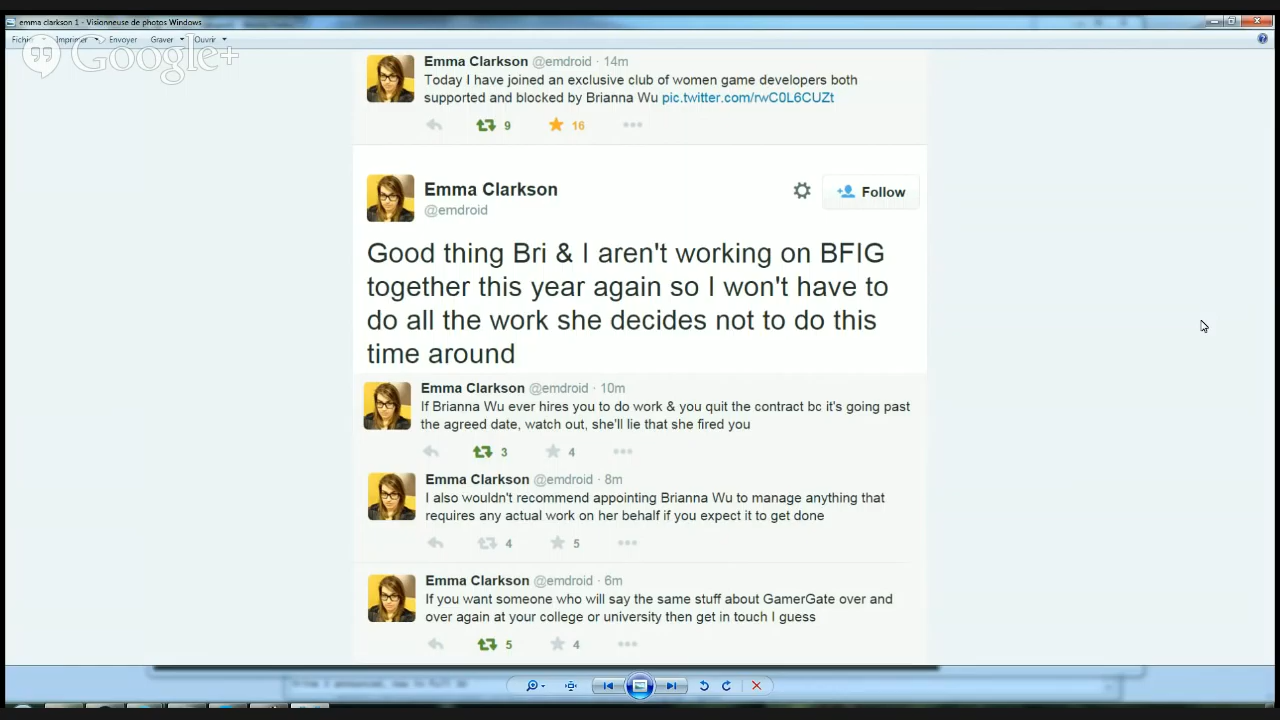 emma clarkson 1 - Visionneuse de photos Windows
Imprimer
Envoyer
Graver
Ouvrir
Google+
Emma Clarkson @emdroid · 14m
Today I have joined an exclusive club of women game developers both
supported and blocked by Brianna Wu pic.twitter.com/rwC0L6CUZt
9 16
Emma Clarkson
@emdroid
Follow
Good thing Bri & I aren't working on BFIG
together this year again so I won't have to
do all the work she decides not to do this
time around
Emma Clarkson @emdroid · 10m
If Brianna Wu ever hires you to do work & you quit the contract bc it's going past
the agreed date, watch out, she'll lie that she fired you
3 4
Emma Clarkson @emdroid · 8m
I also wouldn't recommend appointing Brianna Wu to manage anything that
requires any actual work on her behalf if you expect it to get done
4 5
Emma Clarkson @emdroid · 6m
If you want someone who will say the same stuff about GamerGate over and
over again at your college or university then get in touch I guess
5 4